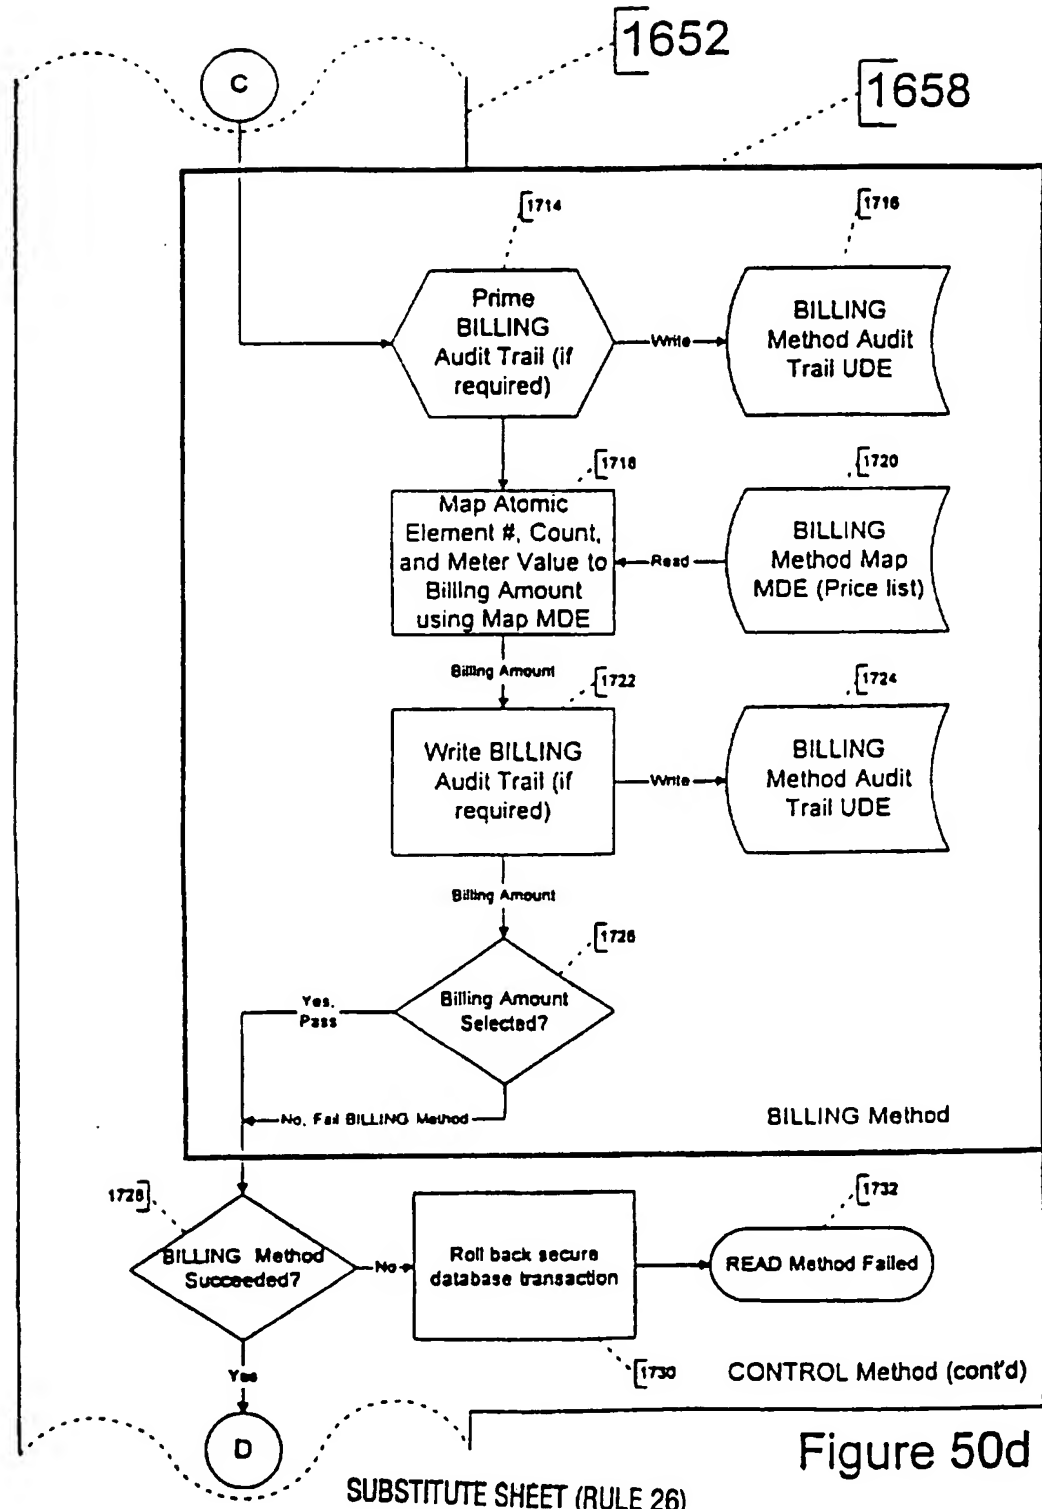 1652
C
1658
1714
1716
Prime
BILLING
Audit Trail (if
required)
Write
BILLING
Method Audit
Trail UDE
1718
1720
Map Atomic
Element #, Count,
and Meter Value to
Billing Amount
using Map MDE
Read
BILLING
Method Map
MDE (Price list)
Billing Amount
1722
1724
Write BILLING
Audit Trail (if
required)
Write
BILLING
Method Audit
Trail UDE
Billing Amount
1726
Yes,
Pass
Billing Amount
Selected?
No, Fail BILLING Method
BILLING Method
1728
1732
BILLING Method
Succeeded?
No
Roll back secure
database transaction
READ Method Failed
Yes
1730
CONTROL Method (cont'd)
D
Figure 50d
SUBSTITUTE SHEET (RULE 26)